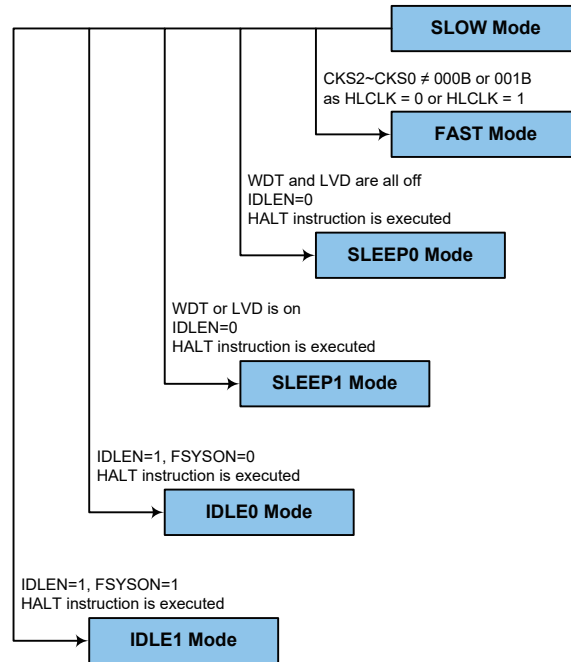 SLOW Mode
CKS2~CKS0 ≠ 000B or 001B
as HLCLK = 0 or HLCLK = 1
FAST Mode
WDT and LVD are all off
IDLEN=0
HALT instruction is executed
SLEEP0 Mode
WDT or LVD is on
IDLEN=0
HALT instruction is executed
SLEEP1 Mode
IDLEN=1, FSYSON=0
HALT instruction is executed
IDLE0 Mode
IDLEN=1, FSYSON=1
HALT instruction is executed
IDLE1 Mode